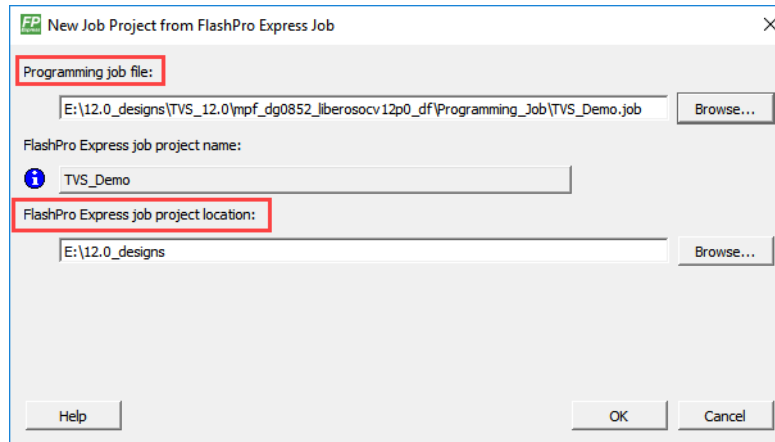 FP Express New Job Project from FlashPro Express Job
Programming job file:
E:\12.0_designs\TVS_12.0\mpf_dg0852_liberosocv12p0_df\Programming_Job\TVS_Demo.job Browse...
FlashPro Express job project name:
TVS_Demo
FlashPro Express job project location:
E:\12.0_designs Browse...
Help OK Cancel